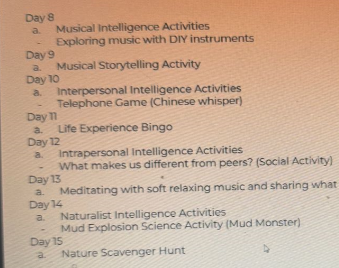 Day 8
a. Musical Intelligence Activities
- Exploring music with DIY instruments
Day 9
a. Musical Storytelling Activity
Day 10
a. Interpersonal Intelligence Activities
- Telephone Game (Chinese whisper)
Day 11
a. Life Experience Bingo
Day 12
a. Intrapersonal Intelligence Activities
- What makes us different from peers? (Social Activity)
Day 13
a. Meditating with soft relaxing music and sharing what
Day 14
a. Naturalist Intelligence Activities
- Mud Explosion Science Activity (Mud Monster)
Day 15
a. Nature Scavenger Hunt